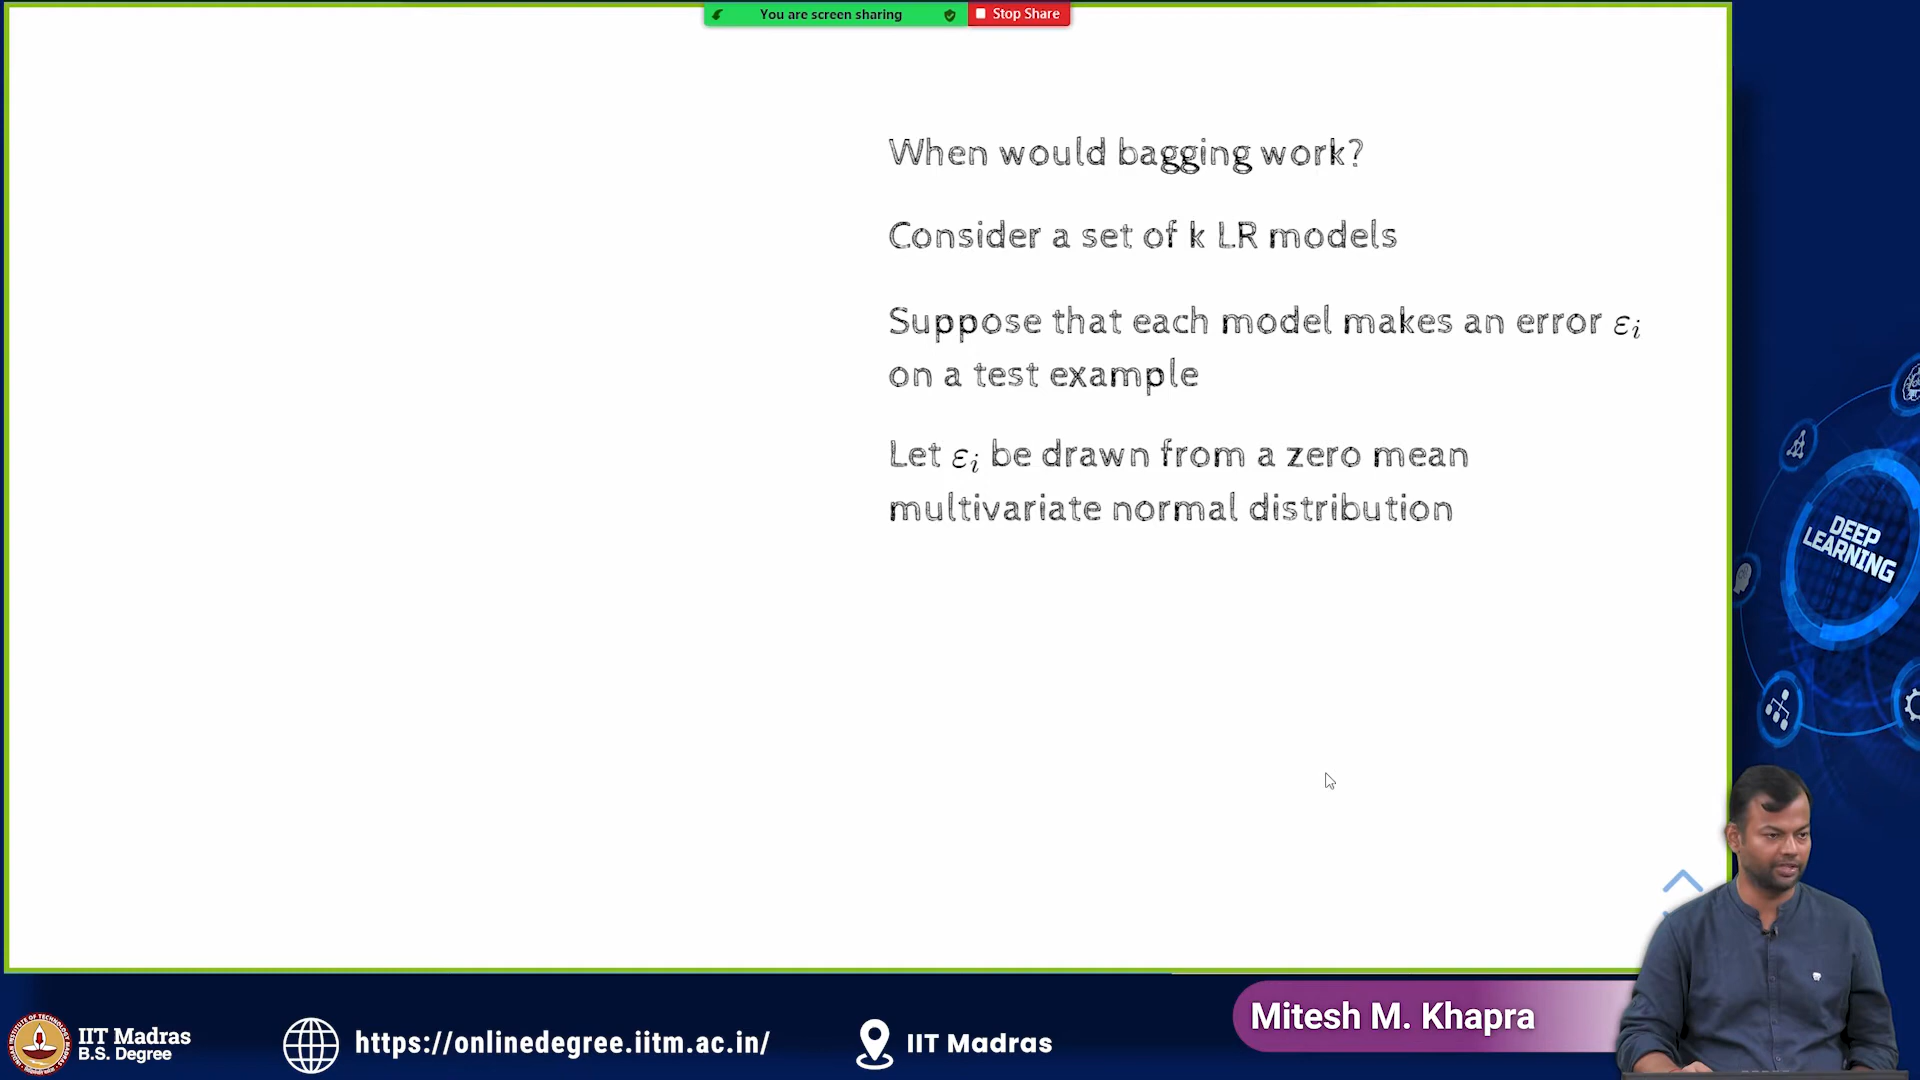 You are screen sharing
Stop Share
When would bagging work?
Consider a set of k LR models
Suppose that each model makes an error εᵢ
on a test example
Let εᵢ be drawn from a zero mean
multivariate normal distribution
DEEP
LEARNING
Mitesh M. Khapra
IIT Madras
B.S. Degree
https://onlinedegree.iitm.ac.in/
IIT Madras